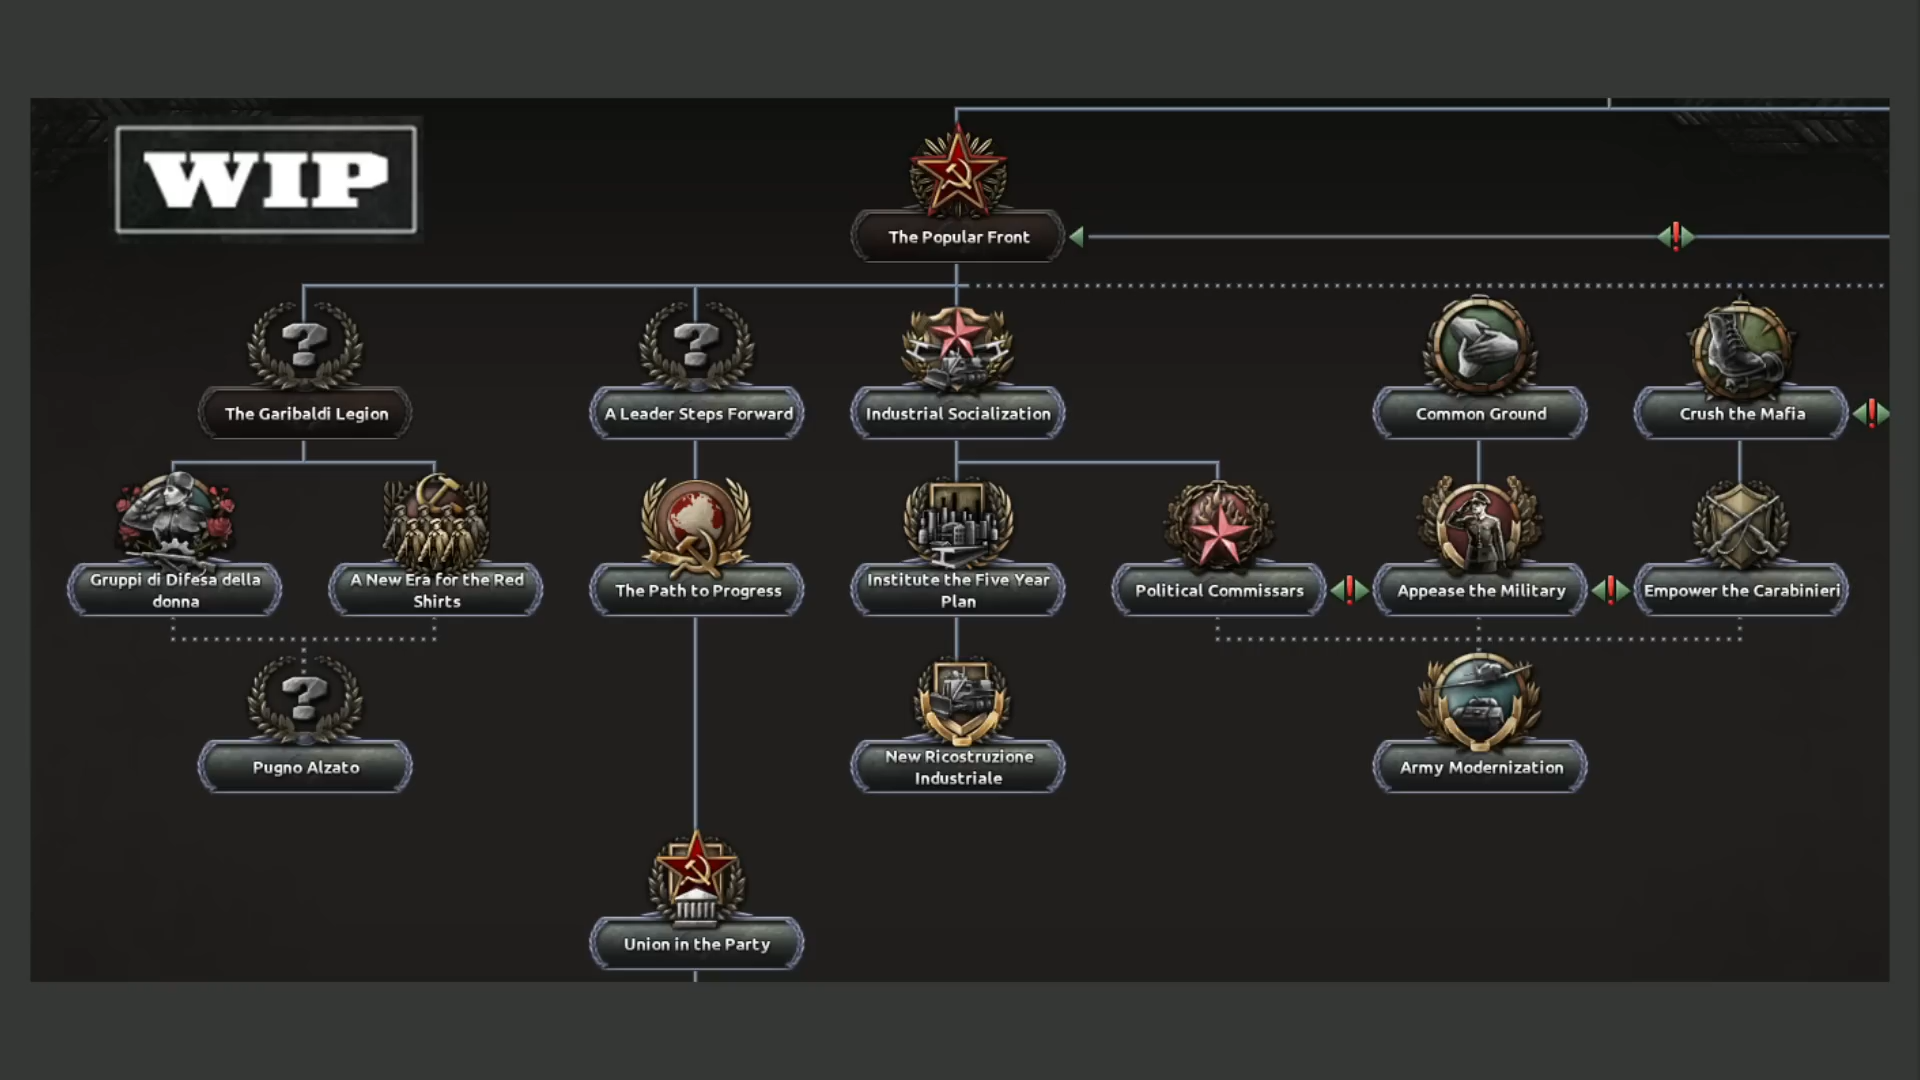 WIP
The Popular Front
The Garibaldi Legion
A Leader Steps Forward
Industrial Socialization
Common Ground
Crush the Mafia
Gruppi di Difesa della
donna
A New Era for the Red
Shirts
The Path to Progress
Institute the Five Year
Plan
Political Commissars
Appease the Military
Empower the Carabinieri
Pugno Alzato
New Ricostruzione
Industriale
Army Modernization
Union in the Party